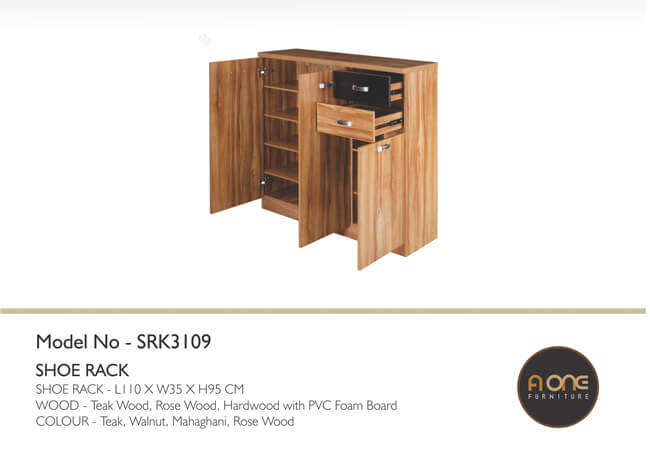 Model No - SRK3109
SHOE RACK
SHOE RACK - L110 X W35 X H95 CM
WOOD - Teak Wood, Rose Wood, Hardwood with PVC Foam Board
COLOUR - Teak, Walnut, Mahaghani, Rose Wood
A ONE
FURNITURE